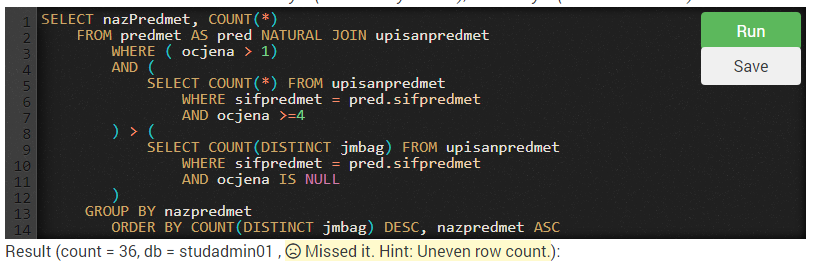 1 SELECT nazPredmet, COUNT(*)
2 FROM predmet AS pred NATURAL JOIN upisanpredmet
3 WHERE ( ocjena > 1)
4 AND (
5 SELECT COUNT(*) FROM upisanpredmet
6 WHERE sifpredmet = pred.sifpredmet
7 AND ocjena >=4
8 ) > (
9 SELECT COUNT(DISTINCT jmbag) FROM upisanpredmet
10 WHERE sifpredmet = pred.sifpredmet
11 AND ocjena IS NULL
12 )
13 GROUP BY nazpredmet
14 ORDER BY COUNT(DISTINCT jmbag) DESC, nazpredmet ASC
Run
Save
Result (count = 36, db = studadmin01 , ☹ Missed it. Hint: Uneven row count.):